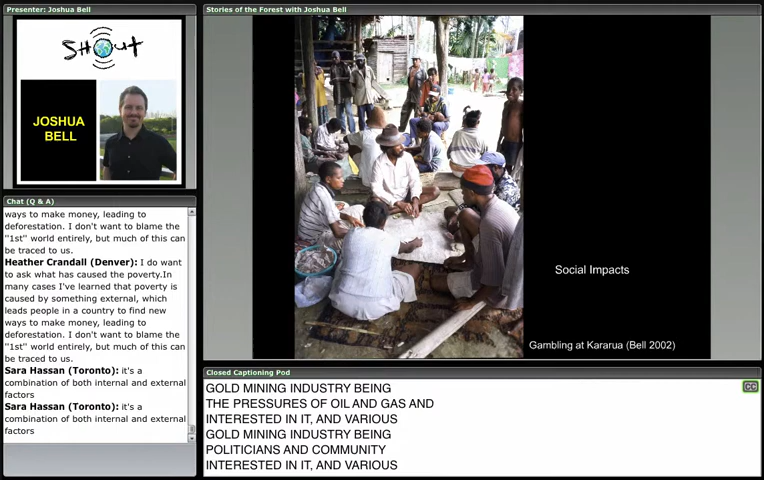 Presenter: Joshua Bell
SHOUT
JOSHUA
BELL
Chat (Q & A)
ways to make money, leading to
deforestation. I don't want to blame the
"1st" world entirely, but much of this can
be traced to us.
Heather Crandall (Denver): I do want
to ask what has caused the poverty.In
many cases I've learned that poverty is
caused by something external, which
leads people in a country to find new
ways to make money, leading to
deforestation. I don't want to blame the
"1st" world entirely, but much of this can
be traced to us.
Sara Hassan (Toronto): it's a
combination of both internal and external
factors
Sara Hassan (Toronto): it's a
combination of both internal and external
factors
Stories of the Forest with Joshua Bell
Social Impacts
Gambling at Kararua (Bell 2002)
Closed Captioning Pod
GOLD MINING INDUSTRY BEING
THE PRESSURES OF OIL AND GAS AND
INTERESTED IN IT, AND VARIOUS
GOLD MINING INDUSTRY BEING
POLITICIANS AND COMMUNITY
INTERESTED IN IT, AND VARIOUS
CC